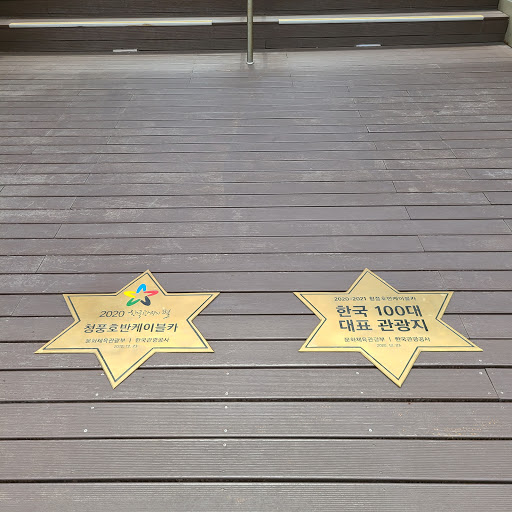 2020 한국관광의 별
청풍호반케이블카
문화체육관광부 | 한국관광공사
2020-2021 청풍호반케이블카
한국 100대
대표 관광지
문화체육관광부 | 한국관광공사